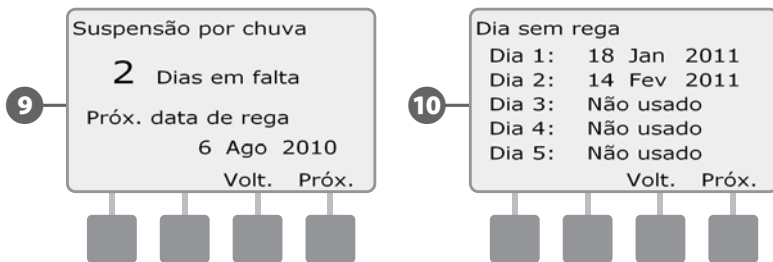 9
Suspensão por chuva
2 Dias em falta
Próx. data de rega
6 Ago 2010
Volt. Próx.
10
Dia sem rega
Dia 1: 18 Jan 2011
Dia 2: 14 Fev 2011
Dia 3: Não usado
Dia 4: Não usado
Dia 5: Não usado
Volt. Próx.